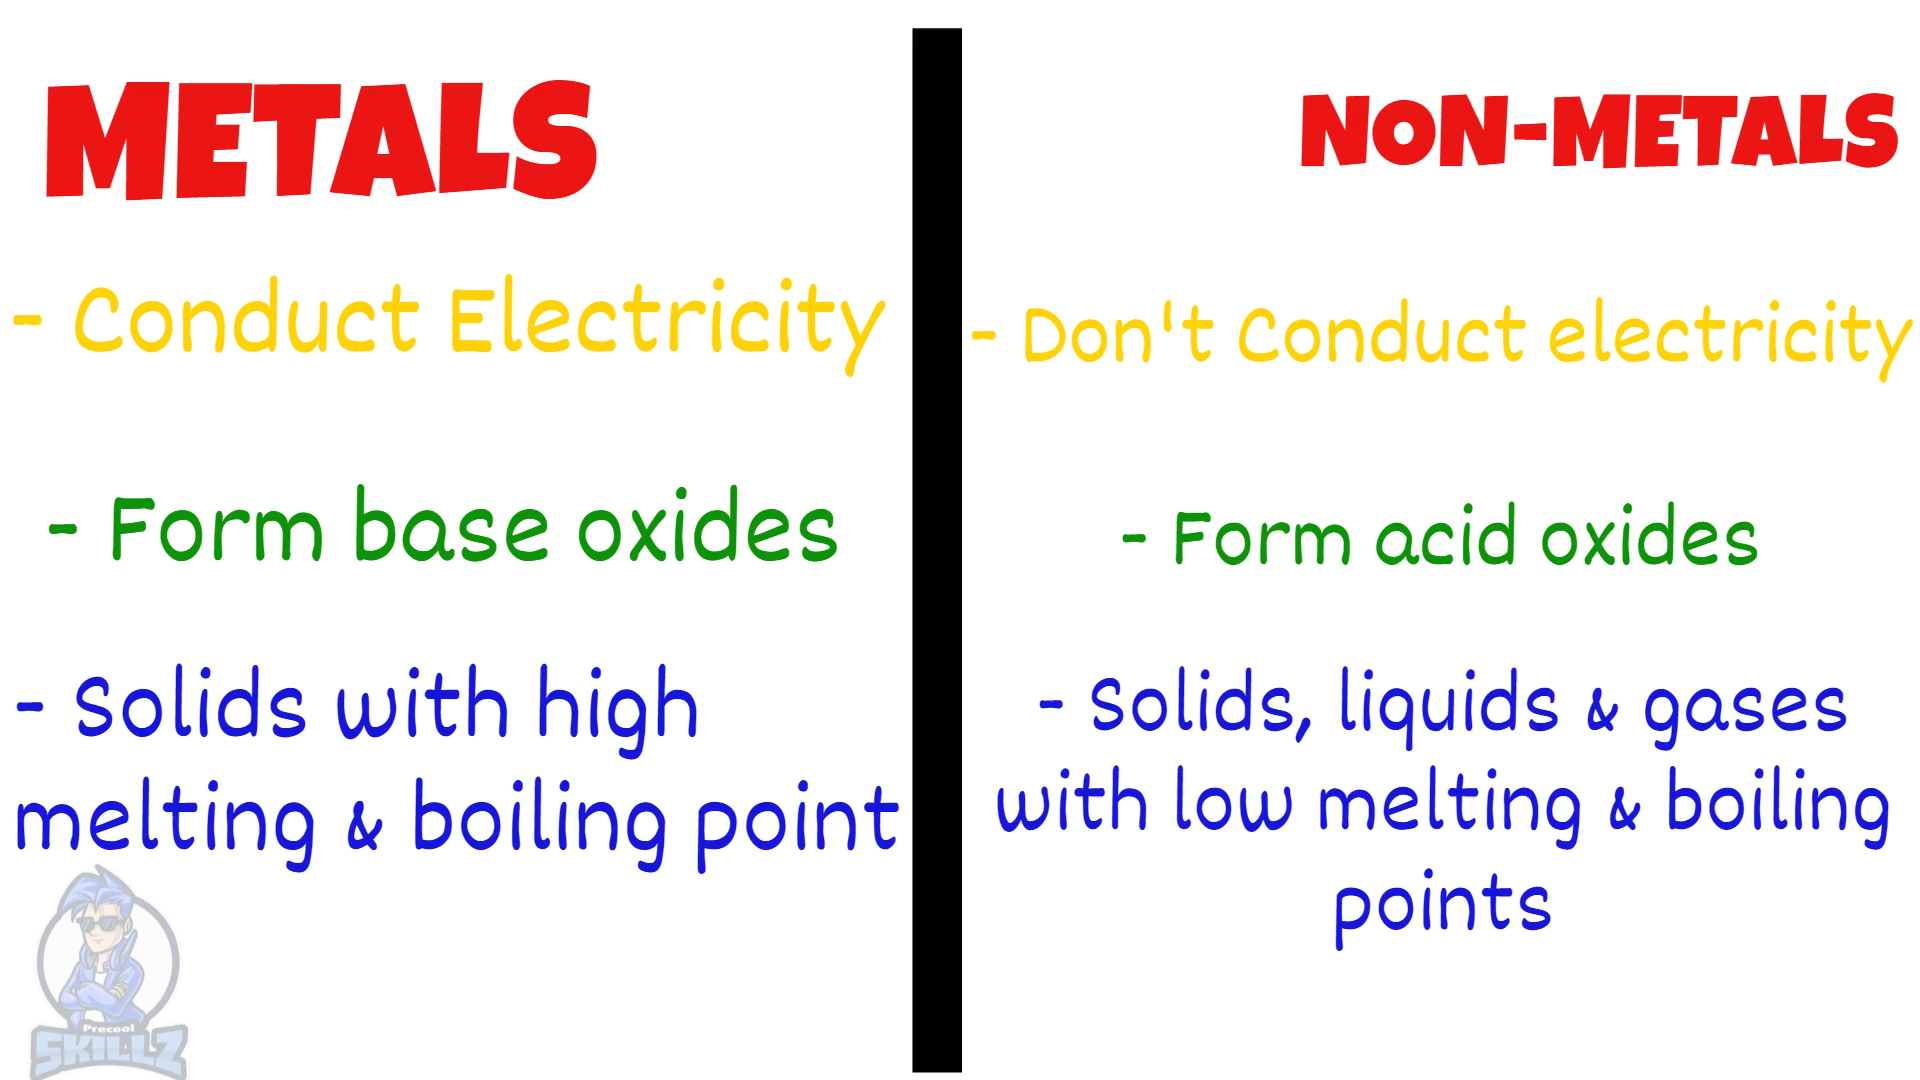 METALS
- Conduct Electricity
- Form base oxides
- Solids with high
melting & boiling point
NON-METALS
- Don't Conduct electricity
- Form acid oxides
- Solids, liquids & gases
with low melting & boiling
points
Precool
SKILLZ